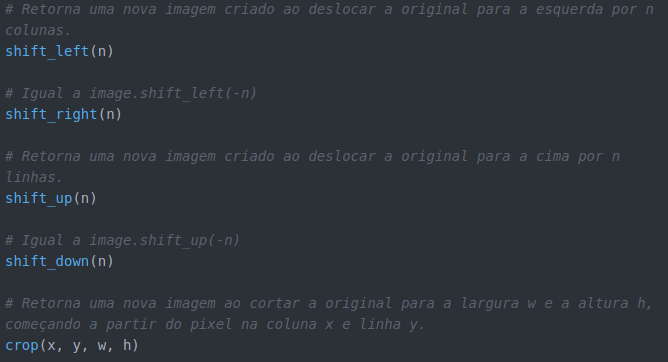 # Retorna uma nova imagem criado ao deslocar a original para a esquerda por n
colunas.
shift_left(n)
# Igual a image.shift_left(-n)
shift_right(n)
# Retorna uma nova imagem criado ao deslocar a original para a cima por n
linhas.
shift_up(n)
# Igual a image.shift_up(-n)
shift_down(n)
# Retorna uma nova imagem ao cortar a original para a largura w e a altura h,
começando a partir do pixel na coluna x e linha y.
crop(x, y, w, h)